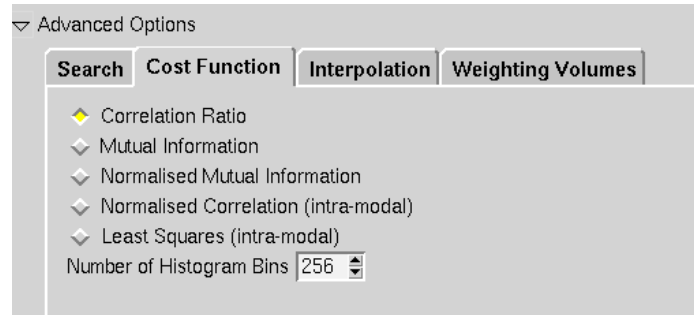 Advanced Options
Search Cost Function Interpolation Weighting Volumes
Correlation Ratio
Mutual Information
Normalised Mutual Information
Normalised Correlation (intra-modal)
Least Squares (intra-modal)
Number of Histogram Bins 256